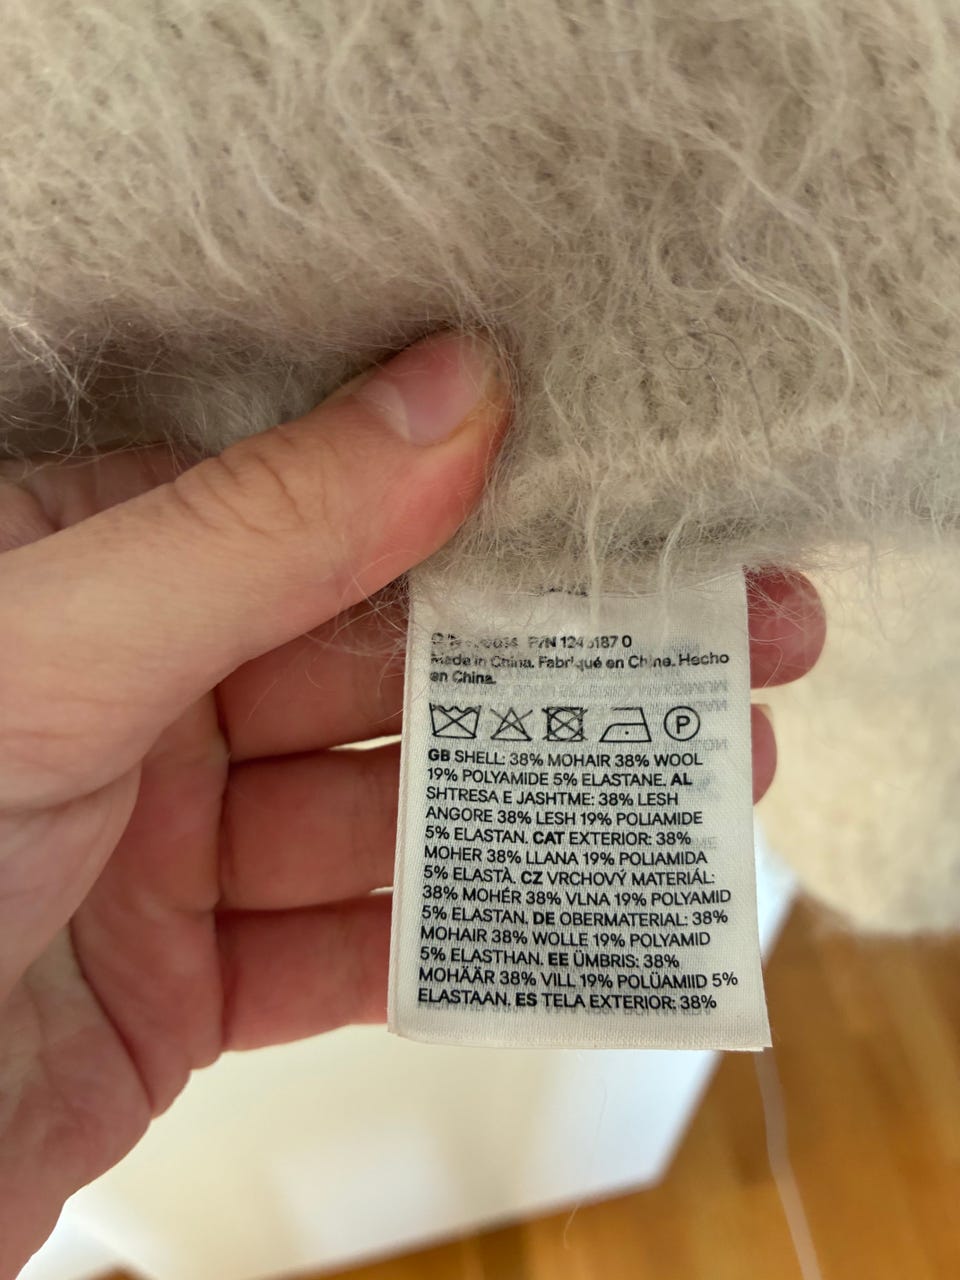 P/N 124 187 0
Made in China. Fabriqué en China. Hecho
en China.
P
GB SHELL: 38% MOHAIR 38% WOOL
19% POLYAMIDE 5% ELASTANE. AL
SHTRESA E JASHTME: 38% LESH
ANGORE 38% LESH 19% POLIAMIDE
5% ELASTAN. CAT EXTERIOR: 38%
MOHER 38% LLANA 19% POLIAMIDA
5% ELASTÀ. CZ VRCHOVÝ MATERIÁL:
38% MOHÉR 38% VLNA 19% POLYAMID
5% ELASTAN. DE OBERMATERIAL: 38%
MOHAIR 38% WOLLE 19% POLYAMID
5% ELASTHAN. EE ÜMBRIS: 38%
MOHÄÄR 38% VILL 19% POLÜAMIID 5%
ELASTAAN. ES TELA EXTERIOR: 38%